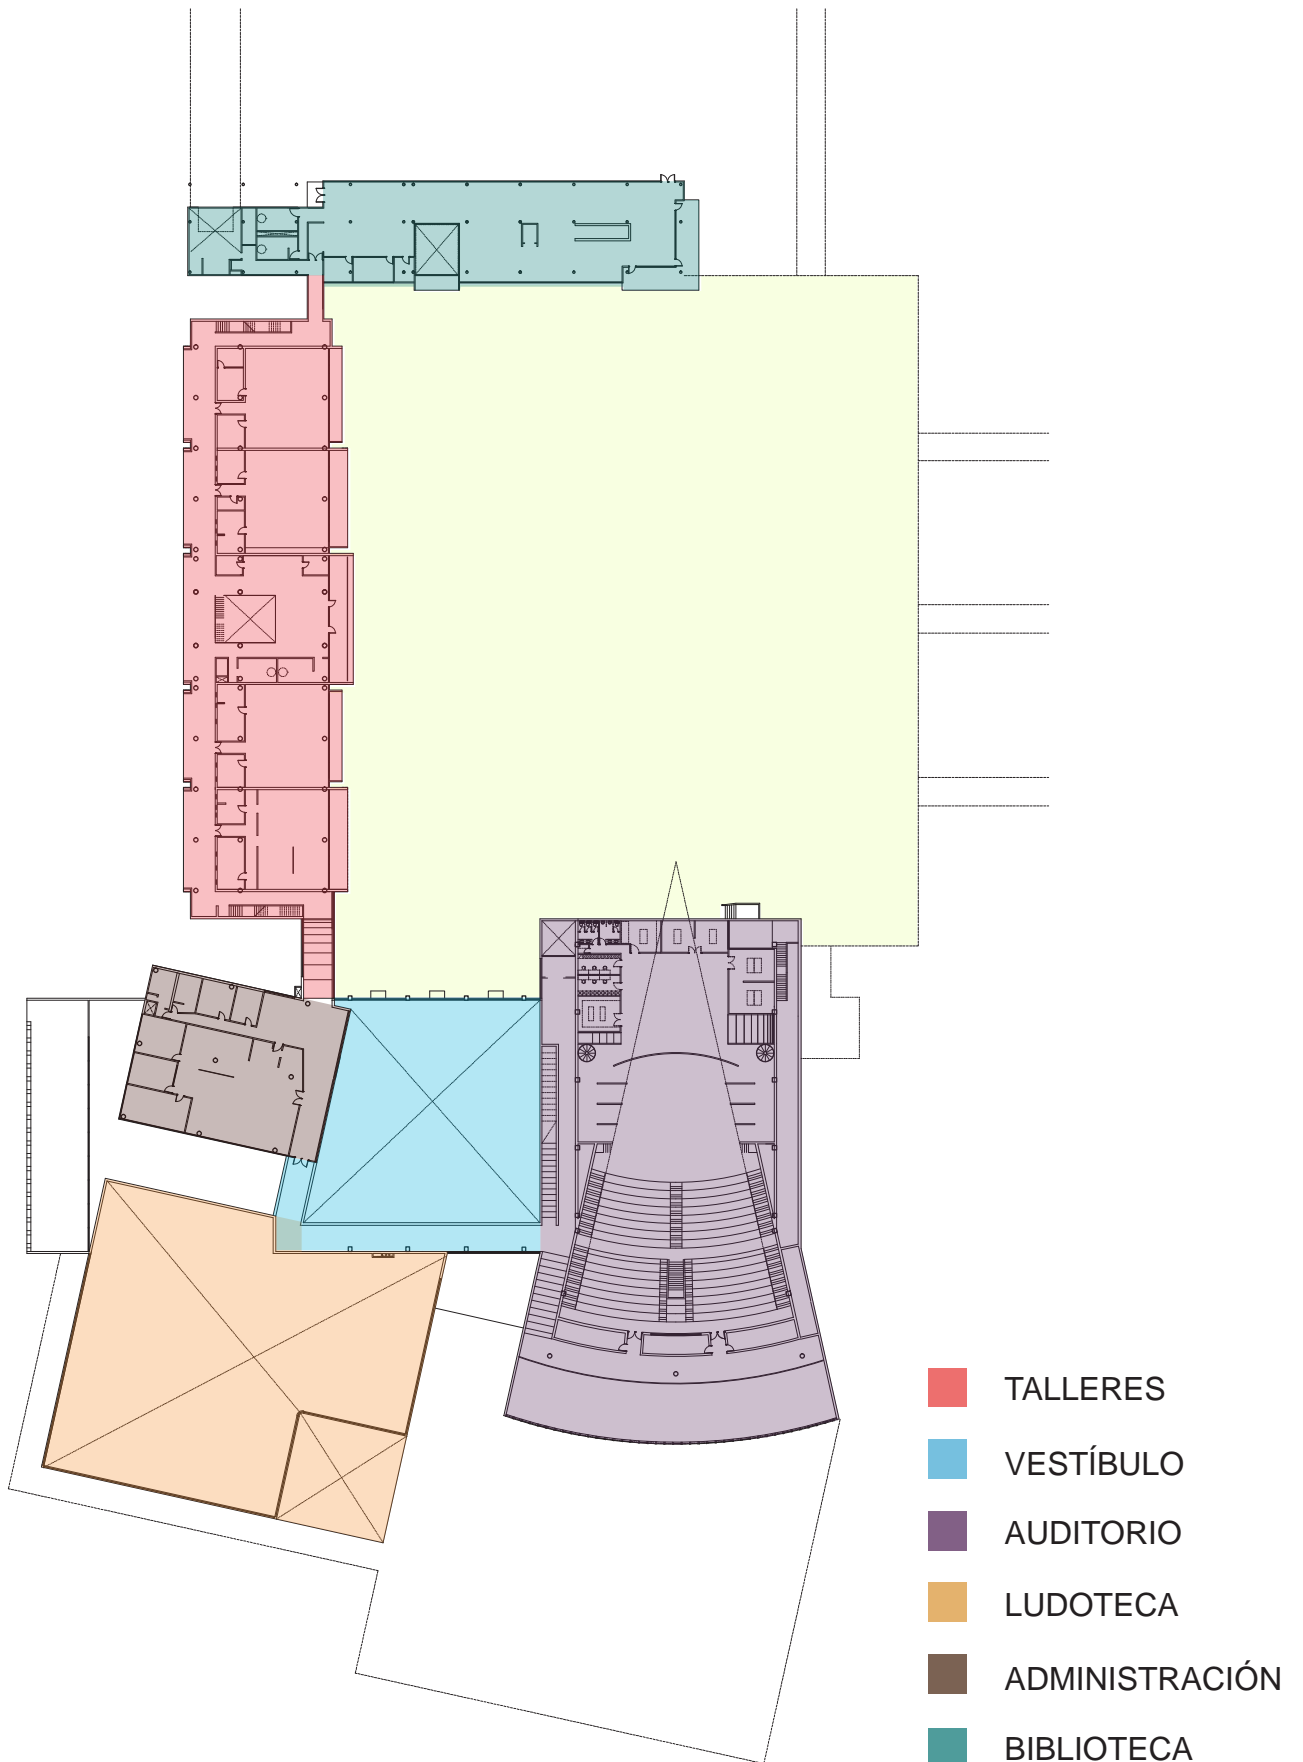 TALLERES
VESTÍBULO
AUDITORIO
LUDOTECA
ADMINISTRACIÓN
BIBLIOTECA